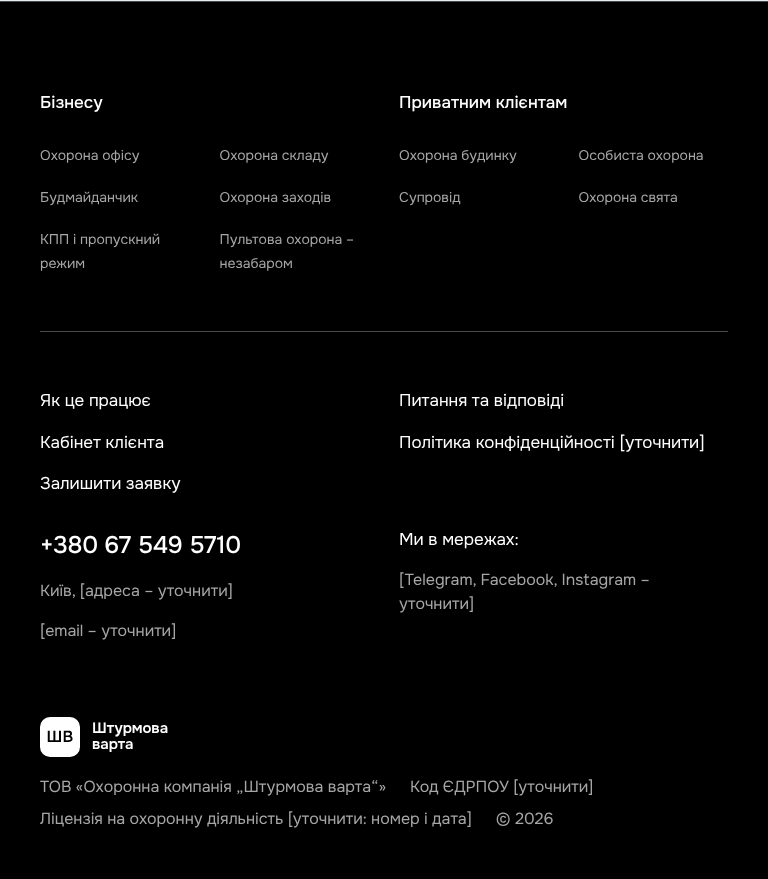 Бізнесу
Приватним клієнтам
Охорона офісу
Охорона складу
Охорона будинку
Особиста охорона
Будмайданчик
Охорона заходів
Супровід
Охорона свята
КПП і пропускний
режим
Пультова охорона –
незабаром
Як це працює
Питання та відповіді
Кабінет клієнта
Політика конфіденційності [уточнити]
Залишити заявку
+380 67 549 5710
Ми в мережах:
Київ, [адреса – уточнити]
[Telegram, Facebook, Instagram –
уточнити]
[email – уточнити]
ШВ
Штурмова
варта
ТОВ «Охоронна компанія „Штурмова варта“» Код ЄДРПОУ [уточнити]
Ліцензія на охоронну діяльність [уточнити: номер і дата] © 2026